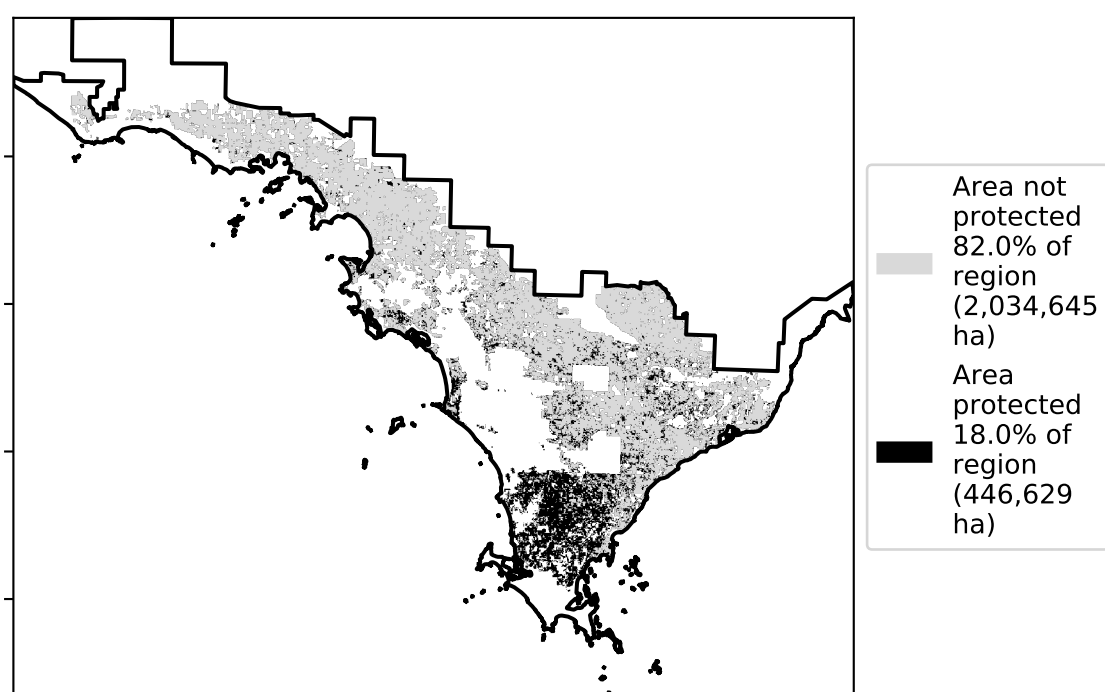 Area not
protected
82.0% of
region
(2,034,645
ha)
Area
protected
18.0% of
region
(446,629
ha)